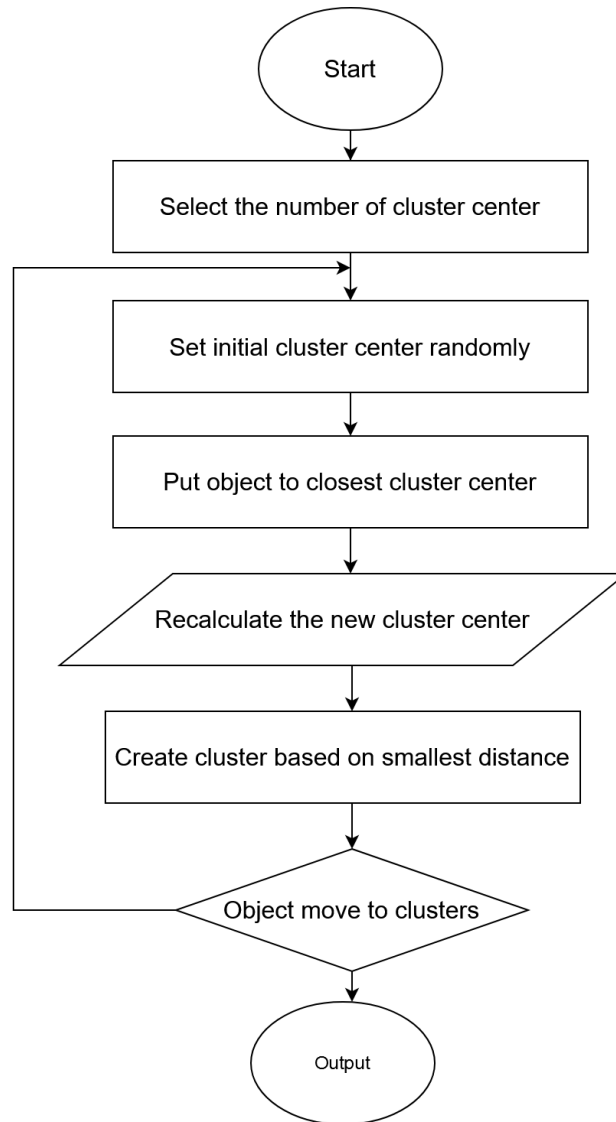 Start
Select the number of cluster center
Set initial cluster center randomly
Put object to closest cluster center
Recalculate the new cluster center
Create cluster based on smallest distance
Object move to clusters
Output